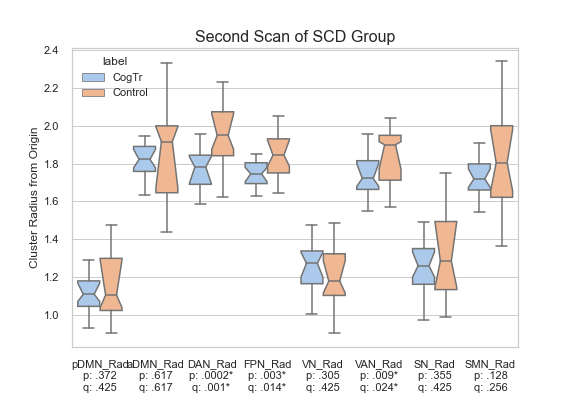 Second Scan of SCD Group
label
CogTr
Control
Cluster Radius from Origin
2.4
2.2
2.0
1.8
1.6
1.4
1.2
1.0
pDMN_Rad aDMN_Rad DAN_Rad FPN_Rad VN_Rad VAN_Rad SN_Rad SMN_Rad
p: .372 p: .617 p: .0002* p: .003* p: .305 p: .009* p: .355 p: .128
q: .425 q: .617 q: .001* q: .014* q: .425 q: .024* q: .425 q: .256